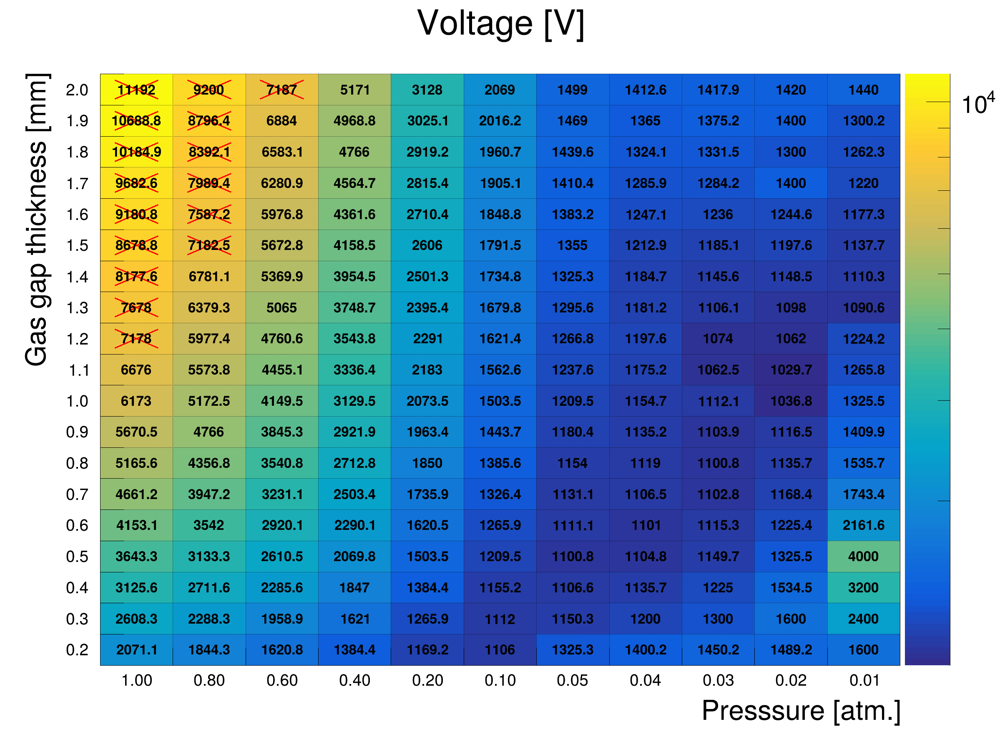 Voltage [V]
Gas gap thickness [mm]
2.0 11192 9200 7187 5171 3128 2069 1499 1412.6 1417.9 1420 1440
10⁴
1.9 10688.8 8796.4 6884 4968.8 3025.1 2016.2 1469 1365 1375.2 1400 1300.2
1.8 10184.9 8392.1 6583.1 4766 2919.2 1960.7 1439.6 1324.1 1331.5 1300 1262.3
1.7 9682.6 7989.4 6280.9 4564.7 2815.4 1905.1 1410.4 1285.9 1284.2 1400 1220
1.6 9180.8 7587.2 5976.8 4361.6 2710.4 1848.8 1383.2 1247.1 1236 1244.6 1177.3
1.5 8678.8 7182.5 5672.8 4158.5 2606 1791.5 1355 1212.9 1185.1 1197.6 1137.7
1.4 8177.6 6781.1 5369.9 3954.5 2501.3 1734.8 1325.3 1184.7 1145.6 1148.5 1110.3
1.3 7678 6379.3 5065 3748.7 2395.4 1679.8 1295.6 1181.2 1106.1 1098 1090.6
1.2 7178 5977.4 4760.6 3543.8 2291 1621.4 1266.8 1197.6 1074 1062 1224.2
1.1 6676 5573.8 4455.1 3336.4 2183 1562.6 1237.6 1175.2 1062.5 1029.7 1265.8
1.0 6173 5172.5 4149.5 3129.5 2073.5 1503.5 1209.5 1154.7 1112.1 1036.8 1325.5
0.9 5670.5 4766 3845.3 2921.9 1963.4 1443.7 1180.4 1135.2 1103.9 1116.5 1409.9
0.8 5165.6 4356.8 3540.8 2712.8 1850 1385.6 1154 1119 1100.8 1135.7 1535.7
0.7 4661.2 3947.2 3231.1 2503.4 1735.9 1326.4 1131.1 1106.5 1102.8 1168.4 1743.4
0.6 4153.1 3542 2920.1 2290.1 1620.5 1265.9 1111.1 1101 1115.3 1225.4 2161.6
0.5 3643.3 3133.3 2610.5 2069.8 1503.5 1209.5 1100.8 1104.8 1149.7 1325.5 4000
0.4 3125.6 2711.6 2285.6 1847 1384.4 1155.2 1106.6 1135.7 1225 1534.5 3200
0.3 2608.3 2288.3 1958.9 1621 1265.9 1112 1150.3 1200 1300 1600 2400
0.2 2071.1 1844.3 1620.8 1384.4 1169.2 1106 1325.3 1400.2 1450.2 1489.2 1600
1.00 0.80 0.60 0.40 0.20 0.10 0.05 0.04 0.03 0.02 0.01
Presssure [atm.]